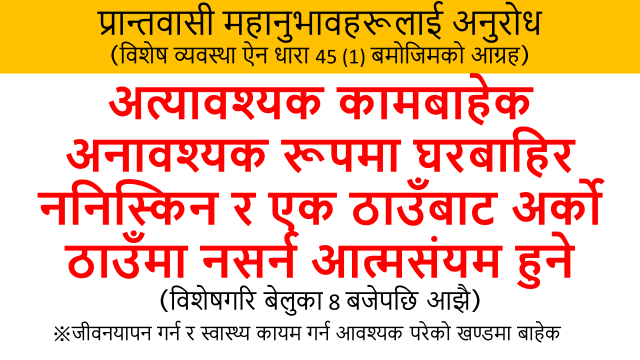 प्रान्तवासी महानुभावहरूलाई अनुरोध
(विशेष व्यवस्था ऐन धारा 45 (1) बमोजिमको आग्रह)
अत्यावश्यक कामबाहेक
अनावश्यक रूपमा घरबाहिर
ननिस्किन र एक ठाउँबाट अर्को
ठाउँमा नसर्न आत्मसंयम हुने
(विशेषगरि बेलुका 8 बजेपछि आझै)
※जीवनयापन गर्न र स्वास्थ्य कायम गर्न आवश्यक परेको खण्डमा बाहेक